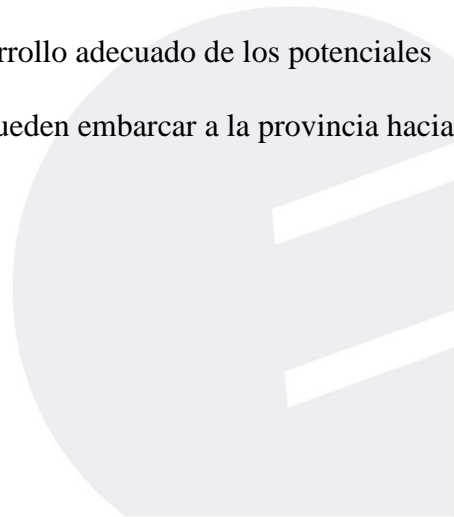 rrollo adecuado de los potenciales
ueden embarcar a la provincia hacia